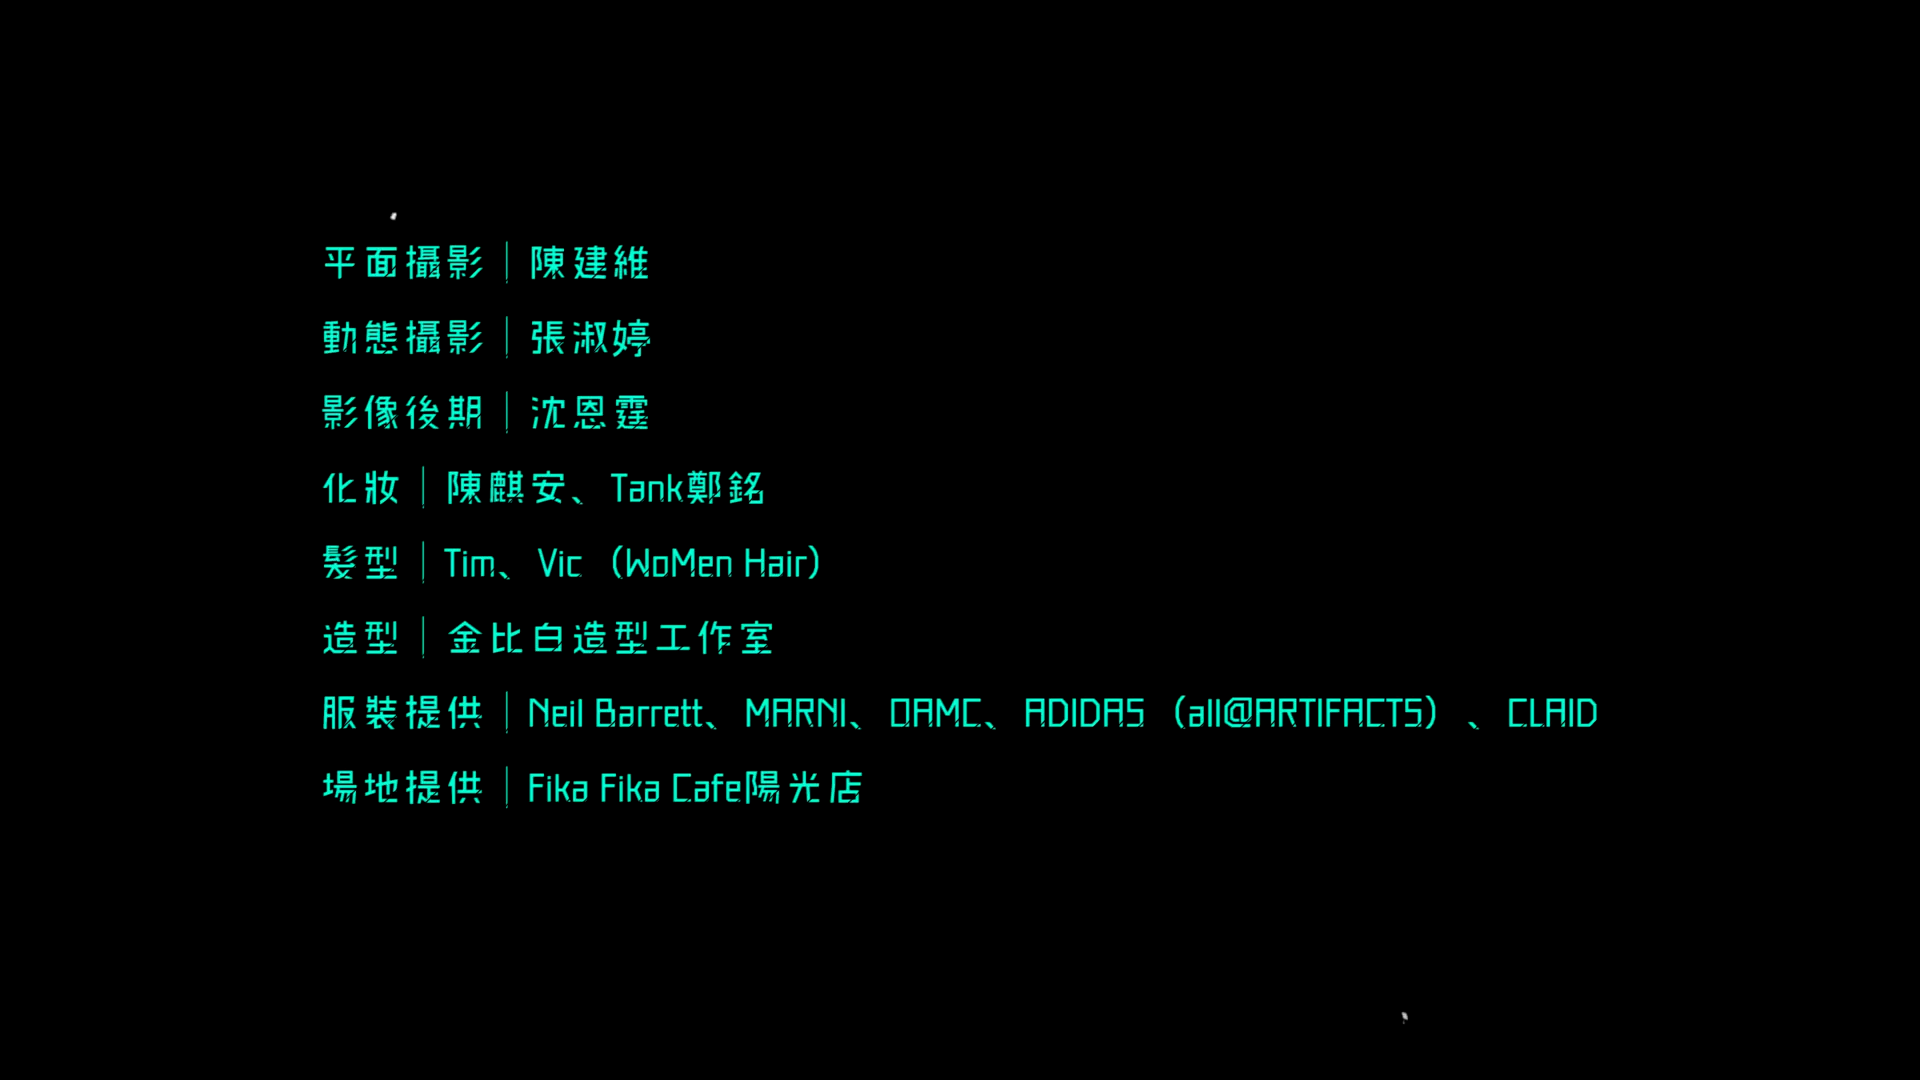 平面攝影｜陳建維
動態攝影｜張淑婷
影像後期｜沈恩霆
化妝｜陳麒安、Tank鄭銘
髮型｜Tim、Vic（WoMen Hair）
造型｜金比白造型工作室
服裝提供｜Neil Barrett、MARNI、OAMC、ADIDAS（all@ARTIFACTS）、CLAID
場地提供｜Fika Fika Cafe陽光店